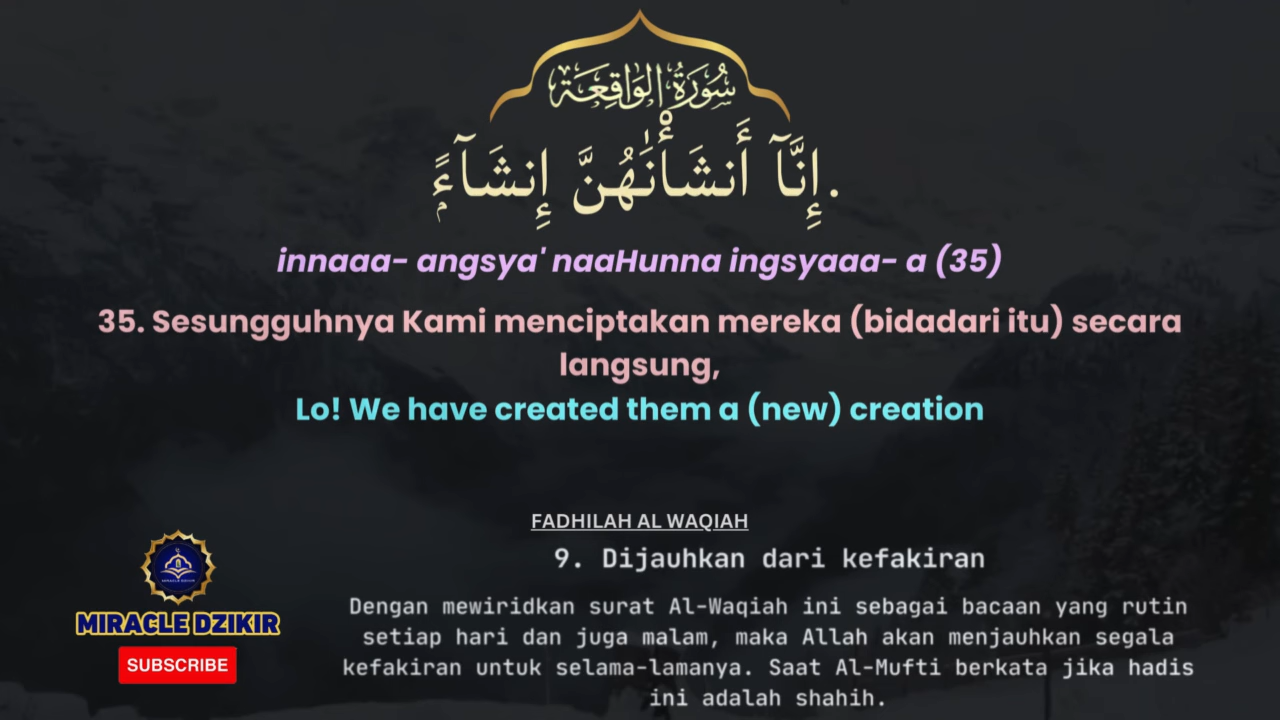 سُورَةُ الوَاقِعَة
إِنَّآ أَنشَأْنَٰهُنَّ إِنشَآءًۭ.
innaaa- angsya' naaHunna ingsyaaa- a (35)
35. Sesungguhnya Kami menciptakan mereka (bidadari itu) secara
langsung,
Lo! We have created them a (new) creation
FADHILAH AL WAQIAH
9. Dijauhkan dari kefakiran
Dengan mewiridkan surat Al-Waqiah ini sebagai bacaan yang rutin
setiap hari dan juga malam, maka Allah akan menjauhkan segala
kefakiran untuk selama-lamanya. Saat Al-Mufti berkata jika hadis
ini adalah shahih.
MIRACLE DZIKIR
MIRACLE DZIKIR
SUBSCRIBE